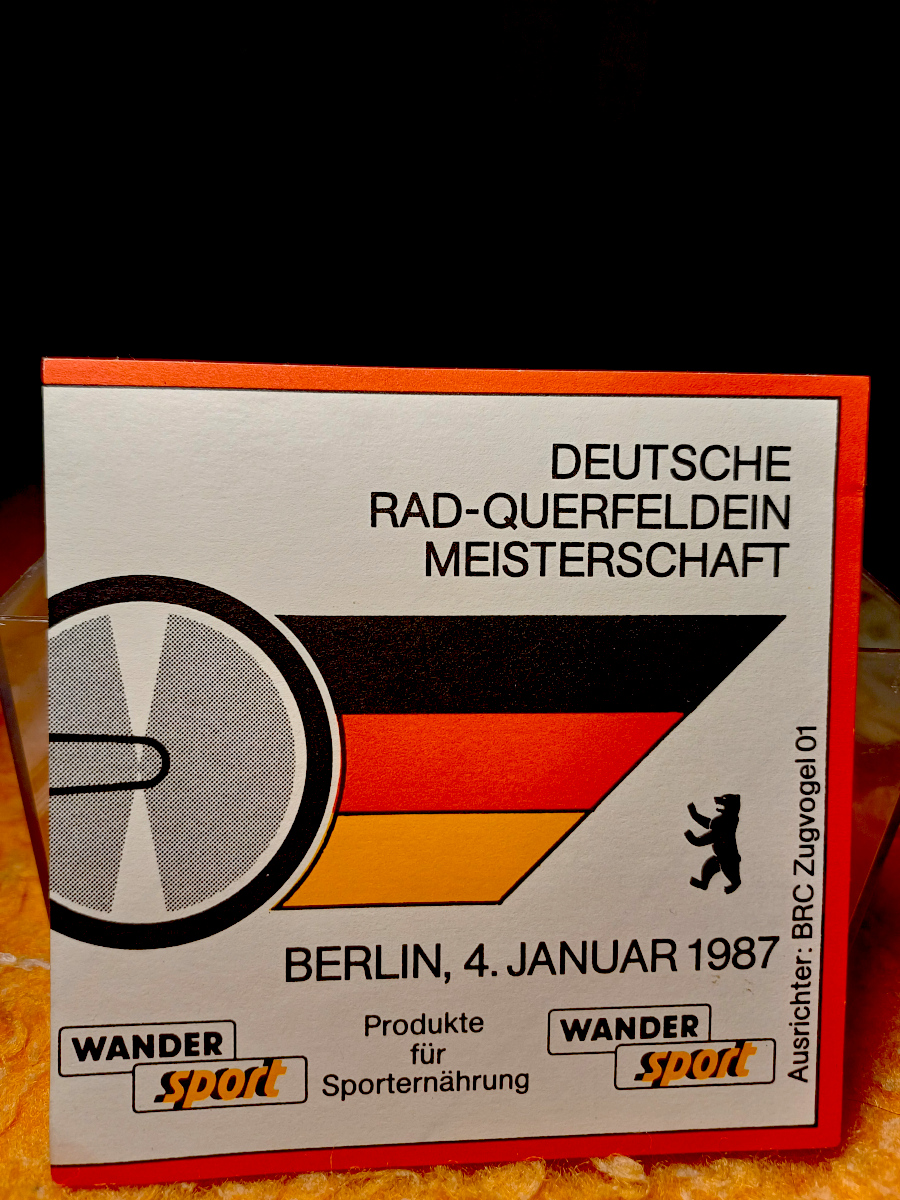 DEUTSCHE
RAD-QUERFELDEIN
MEISTERSCHAFT
BERLIN, 4. JANUAR 1987
Ausrichter: BRC Zugvogel 01
WANDER
sport
Produkte
für
Sporternährung
WANDER
sport